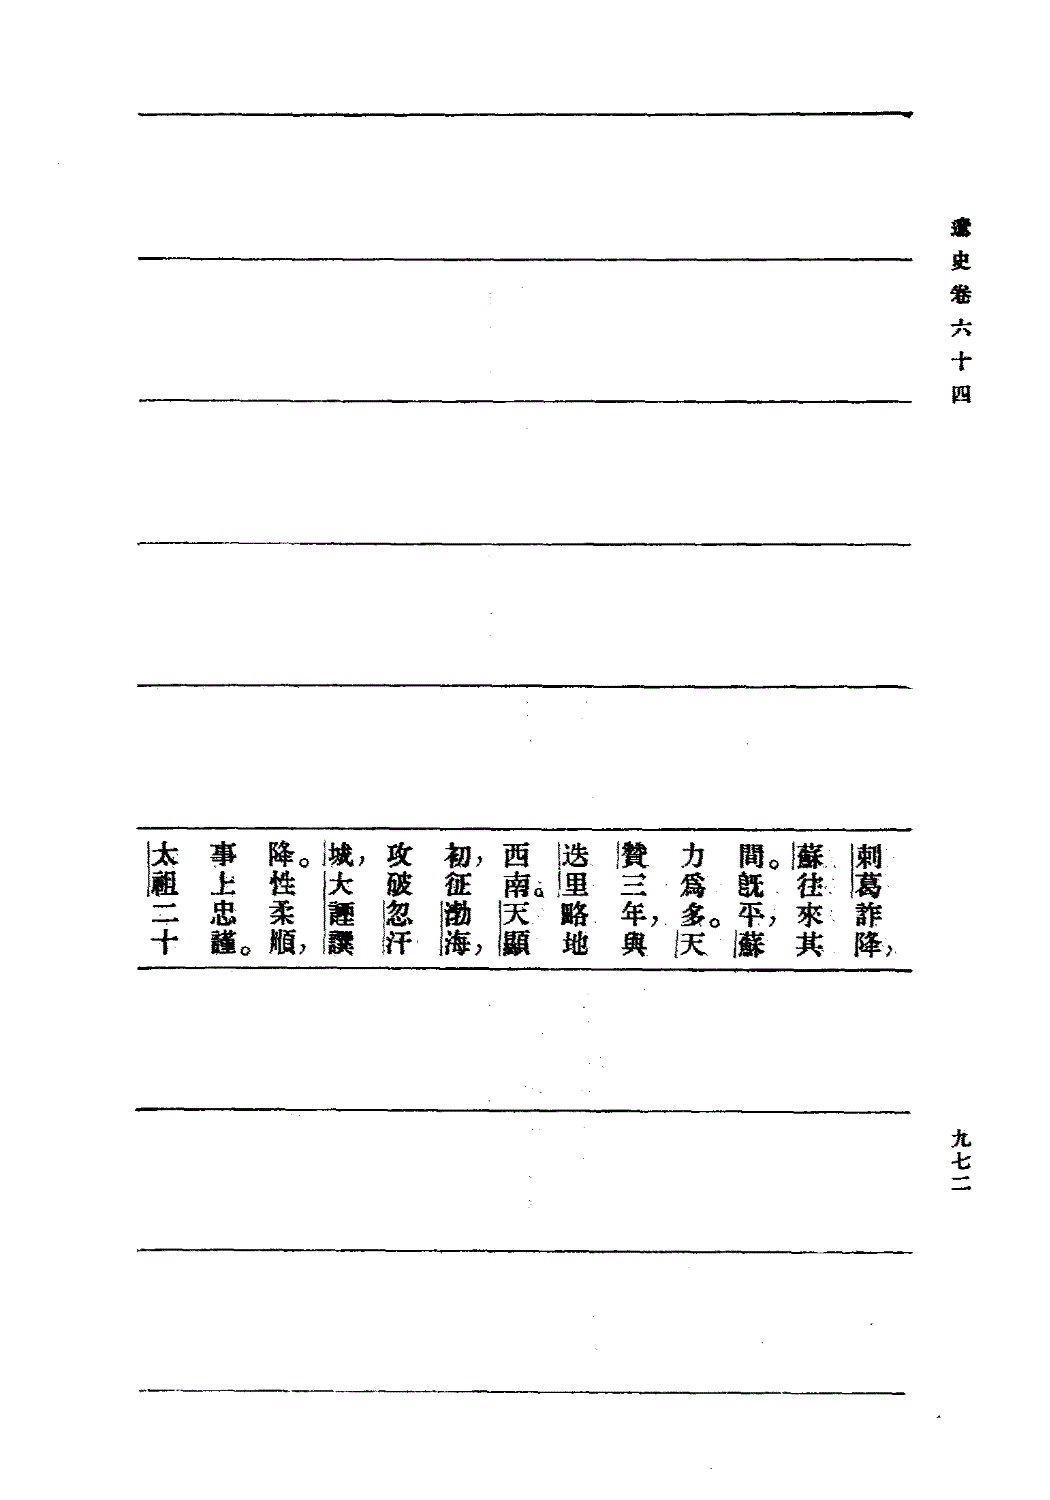 遼史卷六十四
刺葛詐降，
蘇往來其
間。旣平，蘇
力爲多。天
贊三年，與
迭里略地
西南。天顯
初，征渤海，
攻破忽汗
城，大諲譔
降。性柔順，
事上忠謹。
太祖二十
九七二